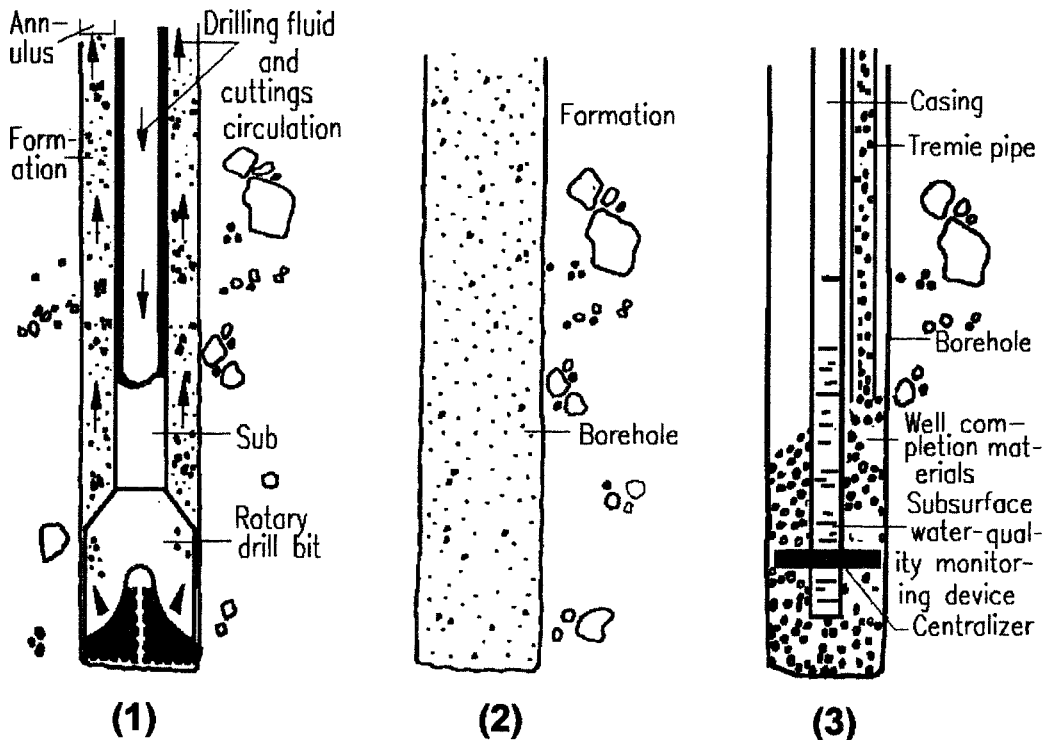 Ann-
ulus
Drilling fluid
and
cuttings
circulation
Form-
ation
Sub
Rotary
drill bit
(1)
Formation
Borehole
(2)
Casing
Tremie pipe
Borehole
Well com-
pletion mat-
erials
Subsurface
water-qual-
ity monitor-
ing device
Centralizer
(3)